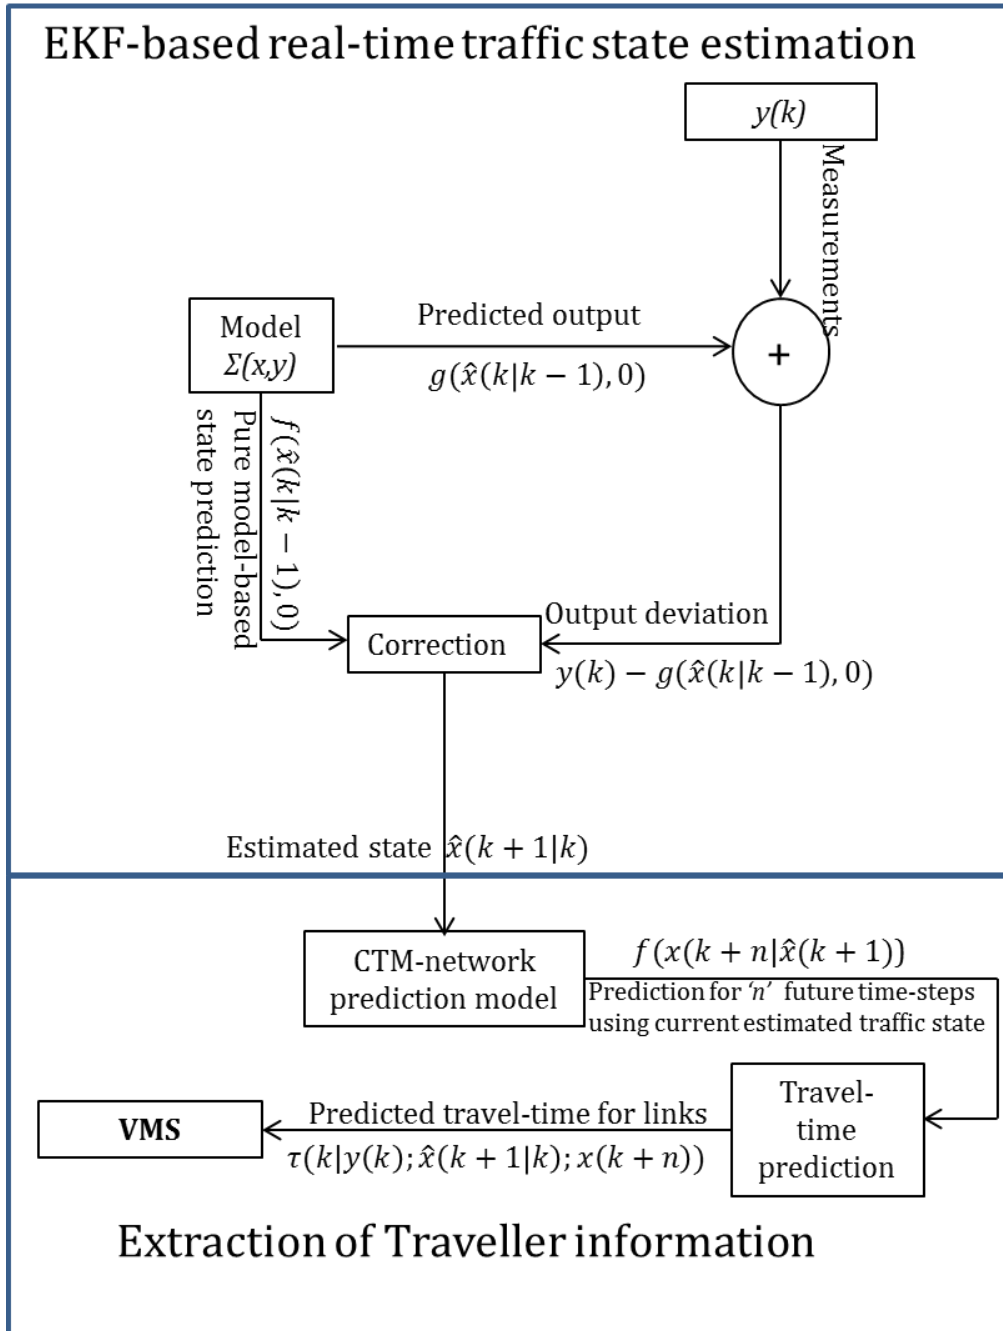 EKF-based real-time traffic state estimation
y(k)
Measurements
Model
Σ(x,y)
Predicted output
g(x̂(k|k − 1), 0)
+
f(x̂(k|k − 1), 0)
Pure model-based
state prediction
Correction
Output deviation
y(k) − g(x̂(k|k − 1), 0)
Estimated state x̂(k + 1|k)
CTM-network
prediction model
f(x(k + n|x̂(k + 1))
Prediction for ‘n’ future time-steps
using current estimated traffic state
Travel-
time
prediction
Predicted travel-time for links
τ(k|y(k); x̂(k + 1|k); x(k + n))
VMS
Extraction of Traveller information